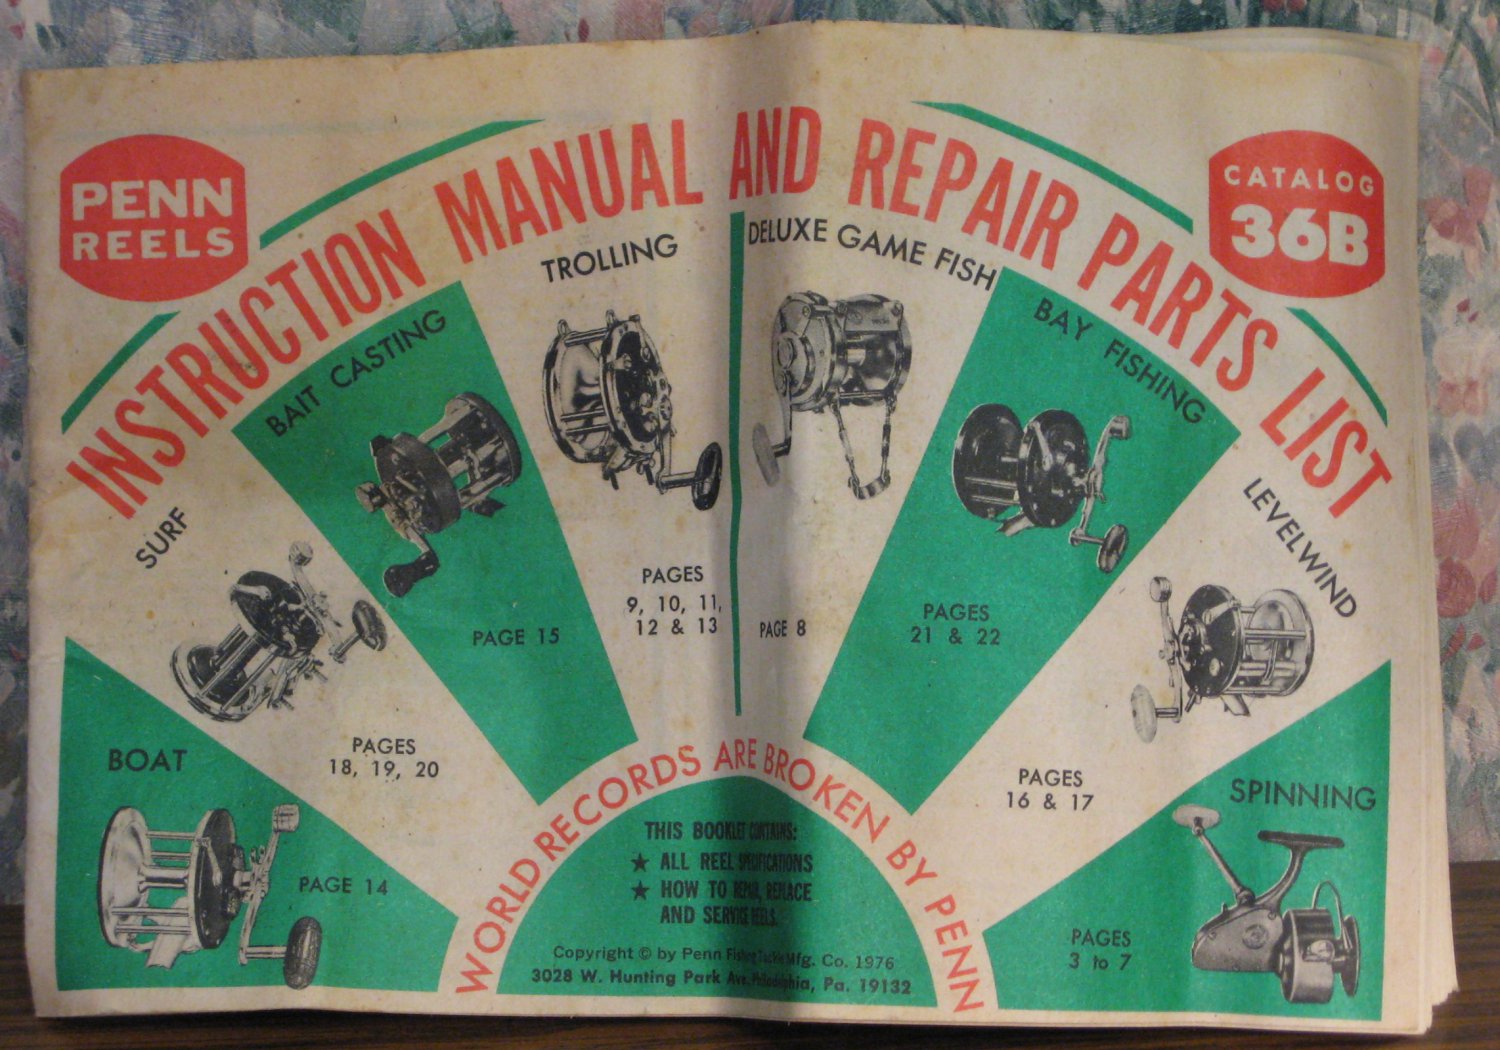 PENN
REELS
INSTRUCTION MANUAL AND REPAIR PARTS LIST
CATALOG
36B
BOAT
PAGE 14
SURF
PAGES
18, 19, 20
BAIT CASTING
PAGE 15
TROLLING
PAGES
9, 10, 11,
12 & 13
DELUXE GAME FISH
PAGE 8
BAY FISHING
PAGES
21 & 22
LEVELWIND
PAGES
16 & 17
SPINNING
PAGES
3 to 7
WORLD RECORDS ARE BROKEN BY PENN
THIS BOOKLET CONTAINS:
★ ALL REEL SPECIFICATIONS
★ HOW TO REPAIR, REPLACE
AND SERVICE REELS.
Copyright © by Penn Fishing Tackle Mfg. Co. 1976
3028 W. Hunting Park Ave. Philadelphia, Pa. 19132